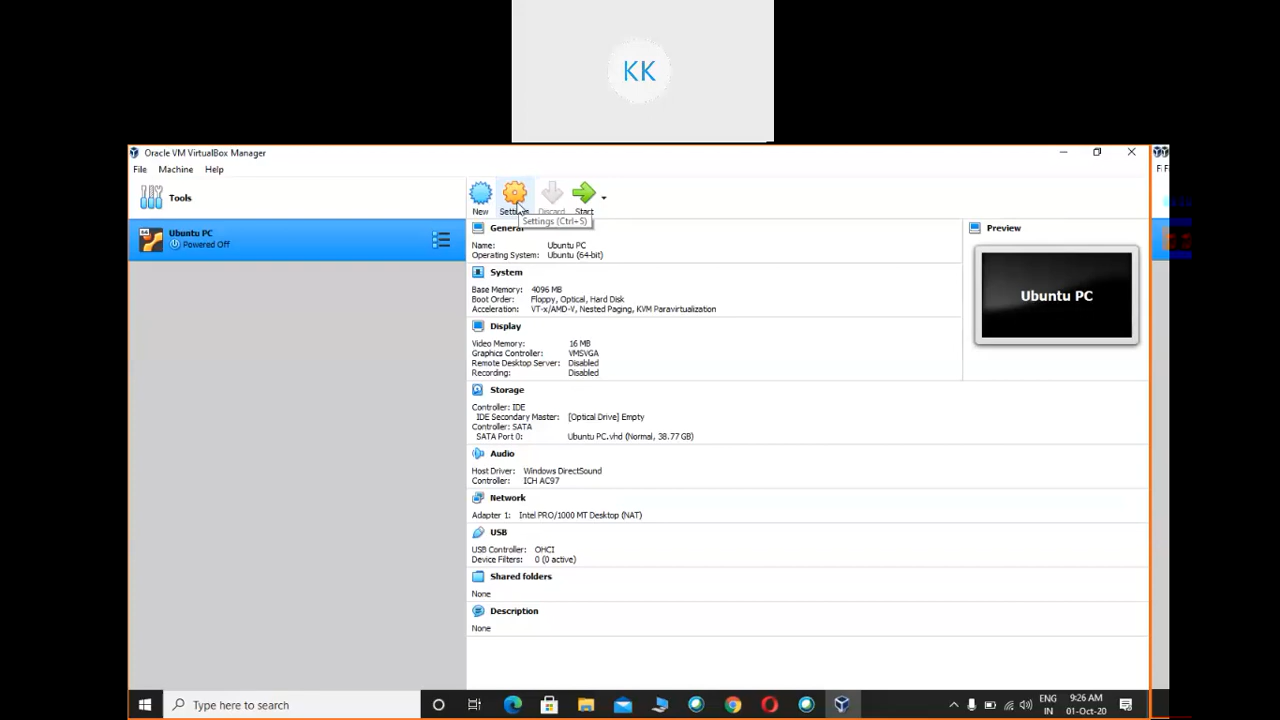 KK
Oracle VM VirtualBox Manager
File Machine Help
Tools
New Settings Discard Start
Settings (Ctrl+S)
64 Ubuntu PC
Powered Off
General
Name: Ubuntu PC
Operating System: Ubuntu (64-bit)
System
Base Memory: 4096 MB
Boot Order: Floppy, Optical, Hard Disk
Acceleration: VT-x/AMD-V, Nested Paging, KVM Paravirtualization
Display
Video Memory: 16 MB
Graphics Controller: VMSVGA
Remote Desktop Server: Disabled
Recording: Disabled
Storage
Controller: IDE
IDE Secondary Master: [Optical Drive] Empty
Controller: SATA
SATA Port 0: Ubuntu PC.vhd (Normal, 38.77 GB)
Audio
Host Driver: Windows DirectSound
Controller: ICH AC97
Network
Adapter 1: Intel PRO/1000 MT Desktop (NAT)
USB
USB Controller: OHCI
Device Filters: 0 (0 active)
Shared folders
None
Description
None
Preview
Ubuntu PC
Type here to search
ENG 9:26 AM
IN 01-Oct-20